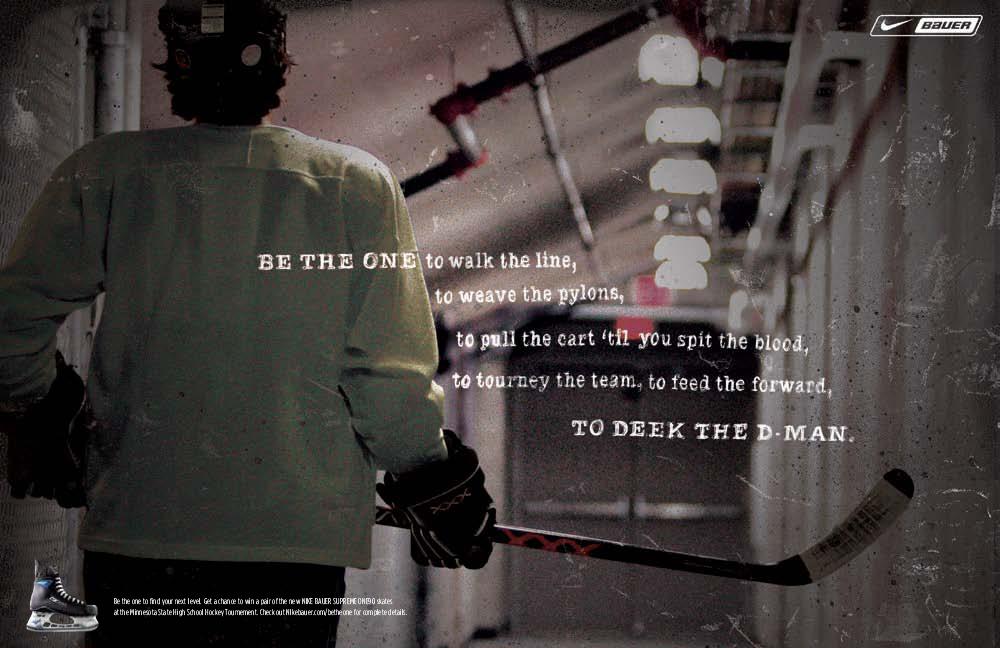 BAUER
BE THE ONE to walk the line,
to weave the pylons,
to pull the cart ‘til you spit the blood,
to tourney the team, to feed the forward,
TO DEEK THE D-MAN.
Be the one to find your next level. Get a chance to win a pair of the new NIKE BAUER SUPREME ONE90 skates
at the Minnesota State High School Hockey Tournement. Check out Nikebauer.com/betheone for complete details.